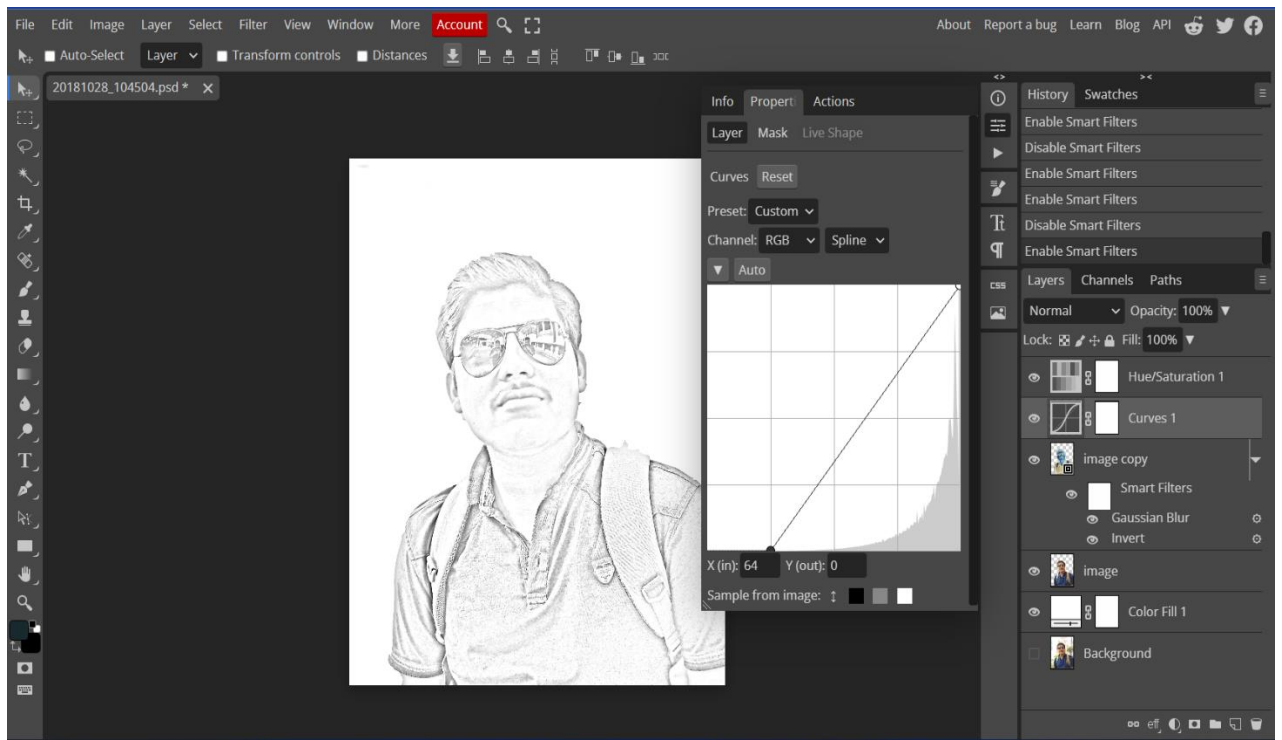 File Edit Image Layer Select Filter View Window More Account About Report a bug Learn Blog API
Auto-Select Layer Transform controls Distances
20181028_104504.psd *
Info Properti Actions
Layer Mask Live Shape
Curves Reset
Preset: Custom
Channel: RGB Spline
Auto
X (in): 64 Y (out): 0
Sample from image:
CSS
History Swatches
Enable Smart Filters
Disable Smart Filters
Enable Smart Filters
Enable Smart Filters
Disable Smart Filters
Enable Smart Filters
Layers Channels Paths
Normal Opacity: 100%
Lock: Fill: 100%
Hue/Saturation 1
Curves 1
image copy
Smart Filters
Gaussian Blur
Invert
image
Color Fill 1
Background
eff